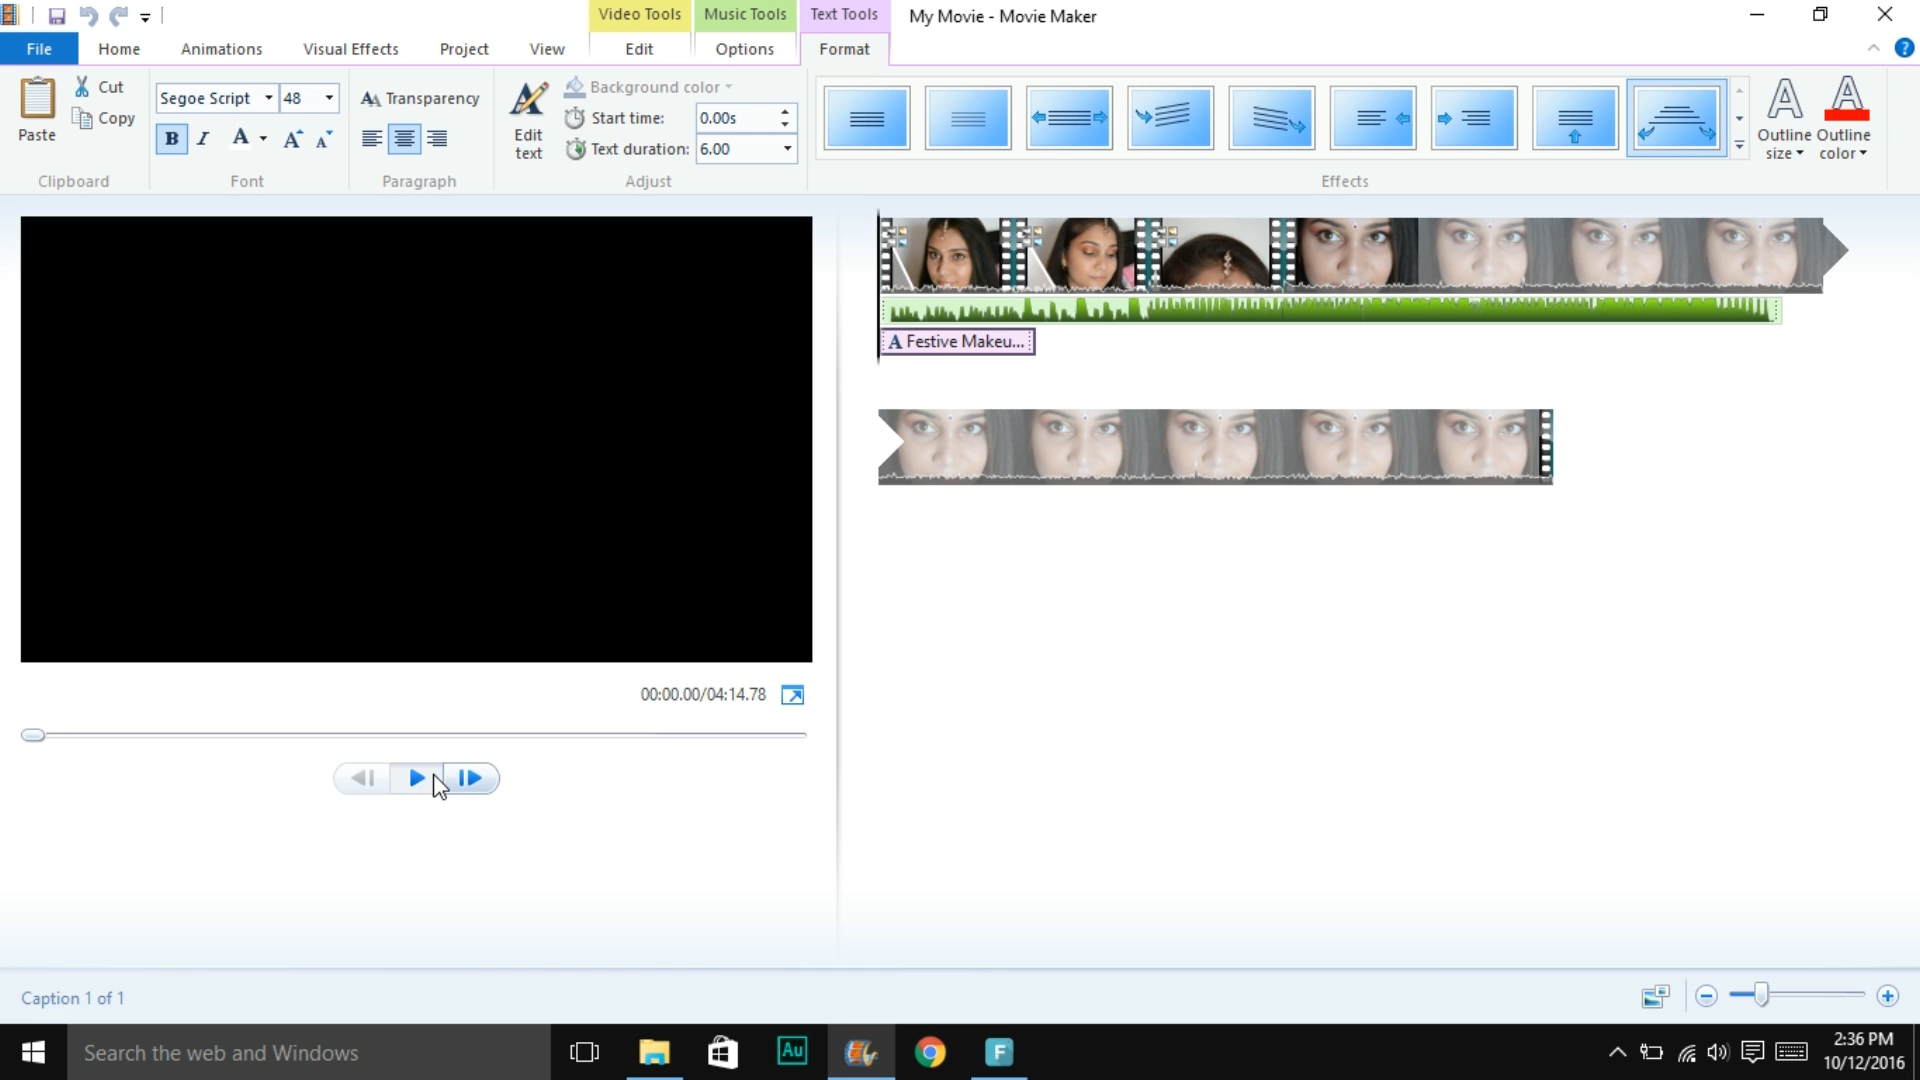 Video Tools Music Tools Text Tools My Movie - Movie Maker
File Home Animations Visual Effects Project View Edit Options Format
Paste
Cut
Copy
Clipboard
Segoe Script 48
B I A A A
Font
AA Transparency
Paragraph
Edit text
Background color
Start time: 0.00s
Text duration: 6.00
Adjust
Effects
Outline size
Outline color
A Festive Makeu...
00:00.00/04:14.78
Caption 1 of 1
Search the web and Windows
Au
F
2:36 PM
10/12/2016